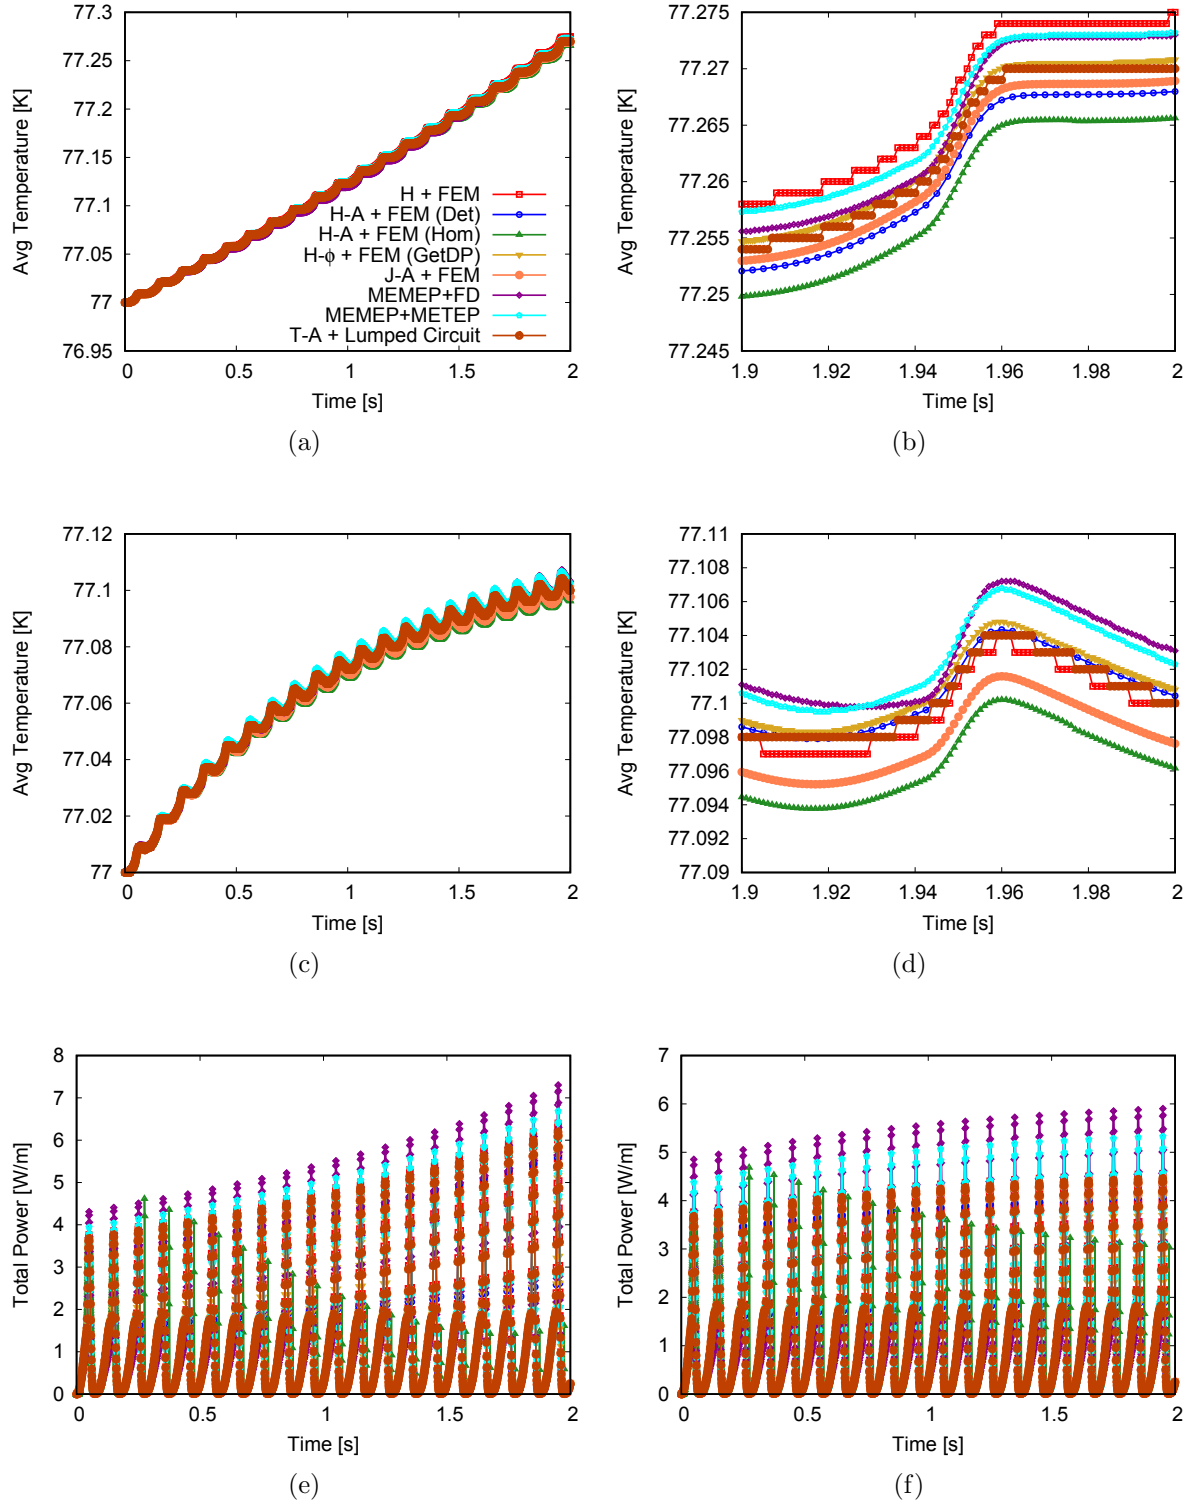 77.3
77.25
77.2
77.15
77.1
77.05
77
76.95
Avg Temperature [K]
H + FEM
H-A + FEM (Det)
H-A + FEM (Hom)
H-ϕ + FEM (GetDP)
J-A + FEM
MEMEP+FD
MEMEP+METEP
T-A + Lumped Circuit
0 0.5 1 1.5 2
Time [s]
(a)
77.275
77.27
77.265
77.26
77.255
77.25
77.245
Avg Temperature [K]
1.9 1.92 1.94 1.96 1.98 2
Time [s]
(b)
77.12
77.1
77.08
77.06
77.04
77.02
77
Avg Temperature [K]
0 0.5 1 1.5 2
Time [s]
(c)
77.11
77.108
77.106
77.104
77.102
77.1
77.098
77.096
77.094
77.092
77.09
Avg Temperature [K]
1.9 1.92 1.94 1.96 1.98 2
Time [s]
(d)
8
7
6
5
4
3
2
1
0
Total Power [W/m]
0 0.5 1 1.5 2
Time [s]
(e)
7
6
5
4
3
2
1
0
Total Power [W/m]
0 0.5 1 1.5 2
Time [s]
(f)